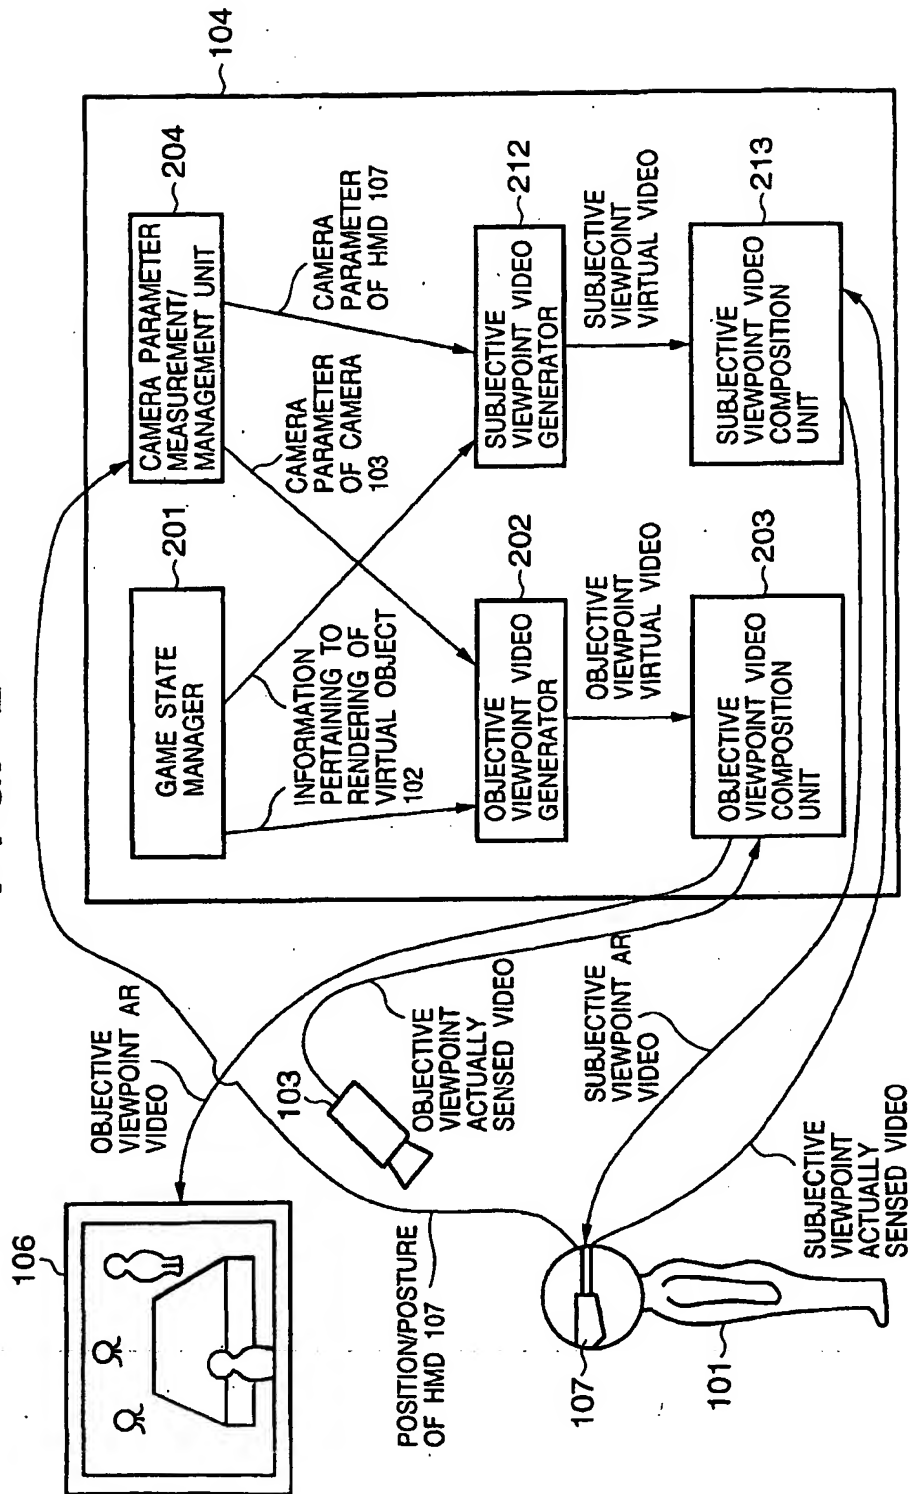 104
CAMERA PARAMETER
MEASUREMENT/
MANAGEMENT UNIT
204
GAME STATE
MANAGER
201
CAMERA
PARAMETER
OF HMD 107
CAMERA
PARAMETER
OF CAMERA
103
INFORMATION
PERTAINING TO
RENDERING OF
VIRTUAL OBJECT
102
SUBJECTIVE
VIEWPOINT VIDEO
GENERATOR
212
OBJECTIVE
VIEWPOINT VIDEO
GENERATOR
202
SUBJECTIVE
VIEWPOINT
VIRTUAL VIDEO
OBJECTIVE
VIEWPOINT
VIRTUAL VIDEO
SUBJECTIVE
VIEWPOINT VIDEO
COMPOSITION
UNIT
213
OBJECTIVE
VIEWPOINT VIDEO
COMPOSITION
UNIT
203
106
OBJECTIVE
VIEWPOINT AR
VIDEO
103
OBJECTIVE
VIEWPOINT
ACTUALLY
SENSED VIDEO
SUBJECTIVE
VIEWPOINT AR
VIDEO
POSITION/POSTURE
OF HMD 107
107
101
SUBJECTIVE
VIEWPOINT
ACTUALLY
SENSED VIDEO